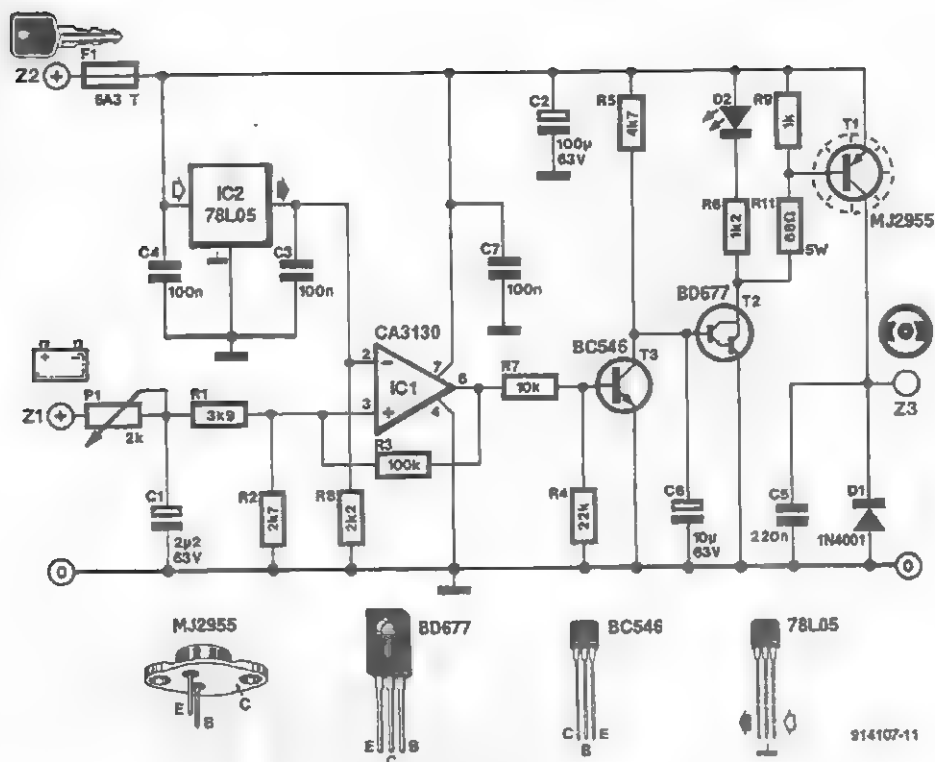 F1
Z2 +
6A3 T
C2
100µ
63V
R5
4k7
D2
R9
1k
T1
MJ2955
IC2
78L05
C4
100n
C3
100n
C7
100n
R6
1k2
R11
68Ω
5W
BD677
T2
CA3130
2
7
IC1
6
3
4
R7
10k
BC546
T3
Z3
P1
Z1 +
2k
R1
3k9
R3
100k
C1
2µ2
63V
R2
2k7
R8
2k2
R4
22k
C6
10µ
63V
C5
220n
D1
1N4001
0
0
MJ2955
E
B
C
BD677
E
C
B
BC546
C
B
E
78L05
914107-11